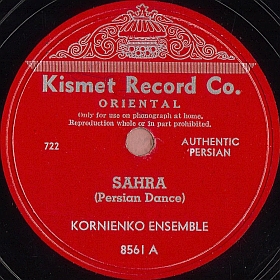 Kismet Record Co.
ORIENTAL
Only for use on phonograph at home.
Reproduction whole or in part prohibited.
722
AUTHENTIC
PERSIAN
SAHRA
(Persian Dance)
KORNIENKO ENSEMBLE
8561 A